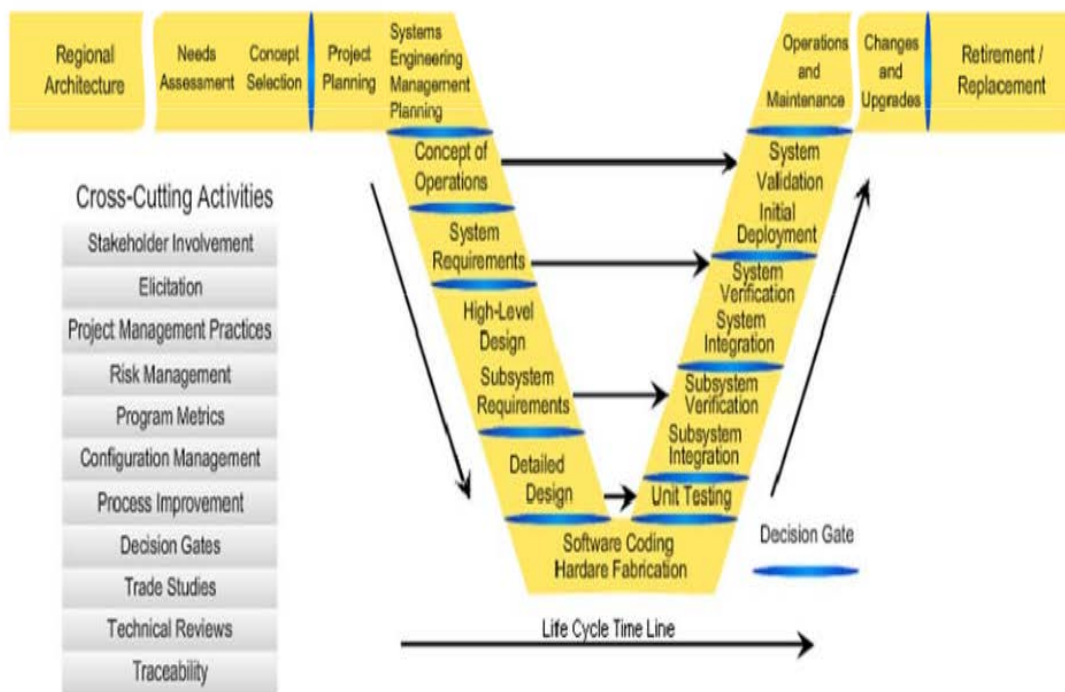 Regional
Architecture
Needs
Assessment
Concept
Selection
Project
Planning
Systems
Engineering
Management
Planning
Operations
and
Maintenance
Changes
and
Upgrades
Retirement /
Replacement
Cross-Cutting Activities
Stakeholder Involvement
Elicitation
Project Management Practices
Risk Management
Program Metrics
Configuration Management
Process Improvement
Decision Gates
Trade Studies
Technical Reviews
Traceability
Concept of
Operations
System
Requirements
High-Level
Design
Subsystem
Requirements
Detailed
Design
Software Coding
Hardare Fabrication
System
Validation
Initial
Deployment
System
Verification
System
Integration
Subsystem
Verification
Subsystem
Integration
Unit Testing
Decision Gate
Life Cycle Time Line